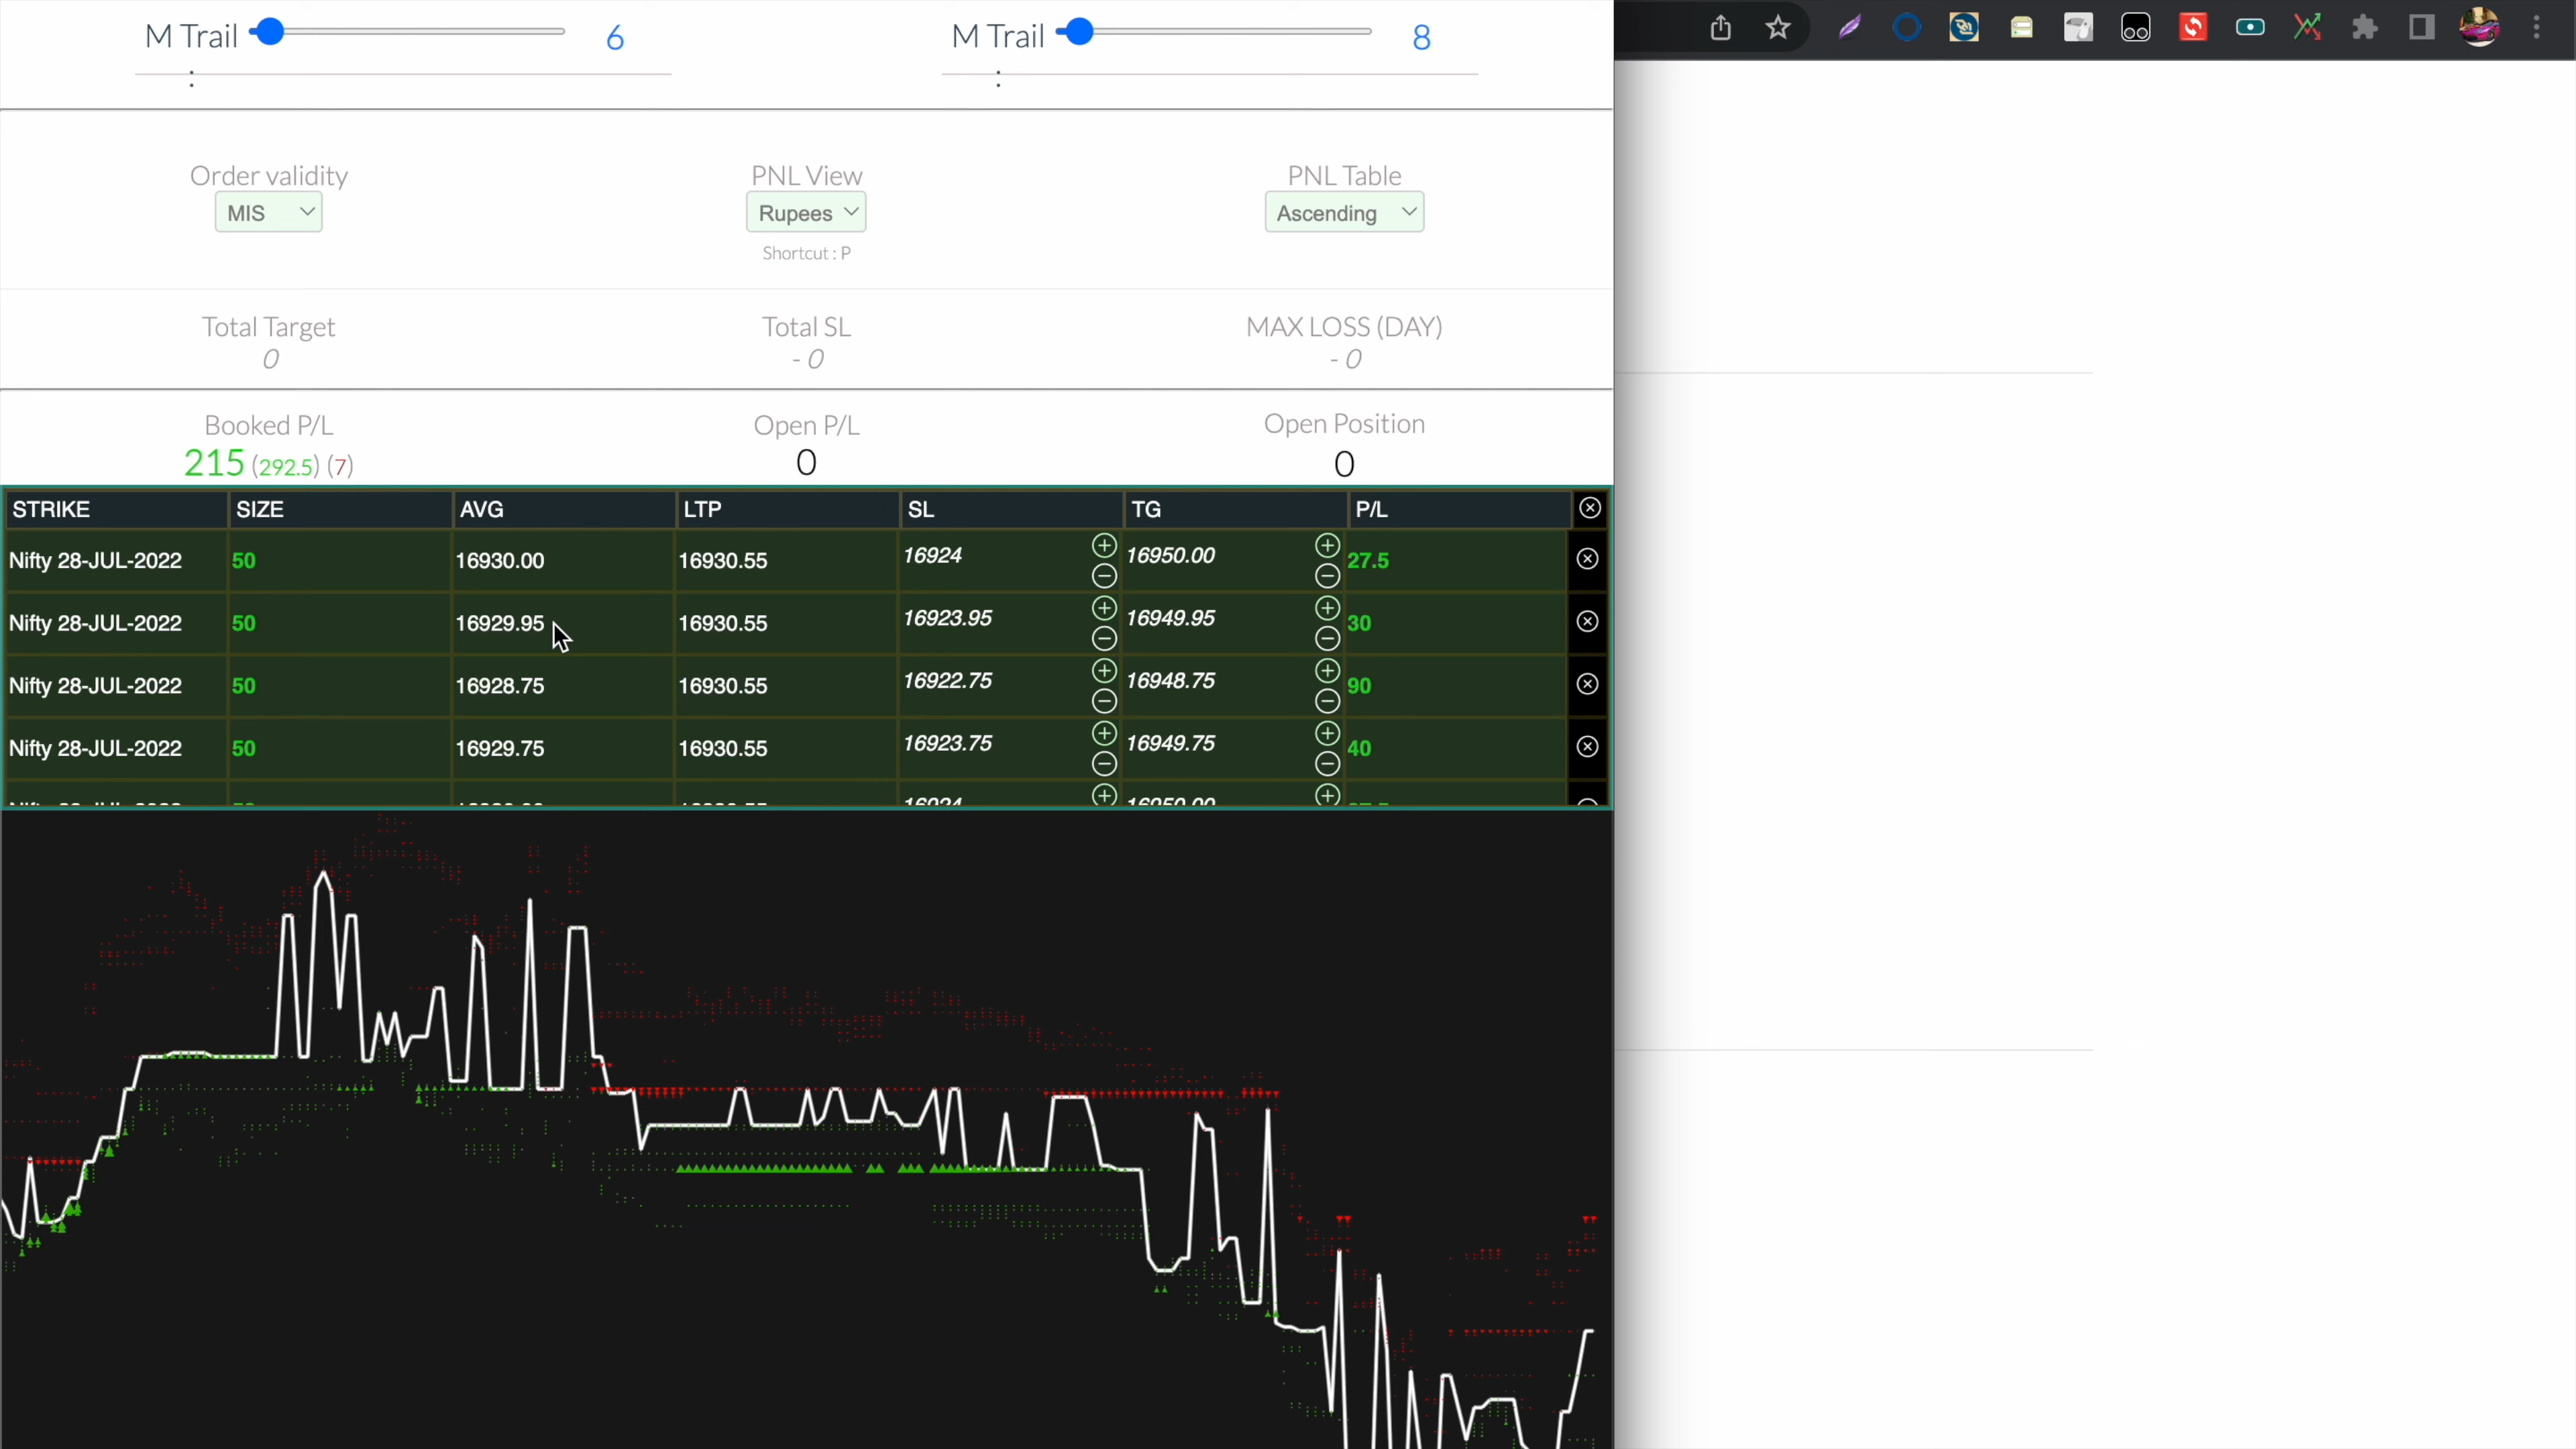 M Trail 6 M Trail 8
: :
Order validity PNL View PNL Table
MIS Rupees Ascending
Shortcut : P
Total Target Total SL MAX LOSS (DAY)
0 - 0 - 0
Booked P/L Open P/L Open Position
215 (292.5) (7) 0 0
STRIKE SIZE AVG LTP SL TG P/L
Nifty 28-JUL-2022 50 16930.00 16930.55 16924 16950.00 27.5
Nifty 28-JUL-2022 50 16929.95 16930.55 16923.95 16949.95 30
Nifty 28-JUL-2022 50 16928.75 16930.55 16922.75 16948.75 90
Nifty 28-JUL-2022 50 16929.75 16930.55 16923.75 16949.75 40